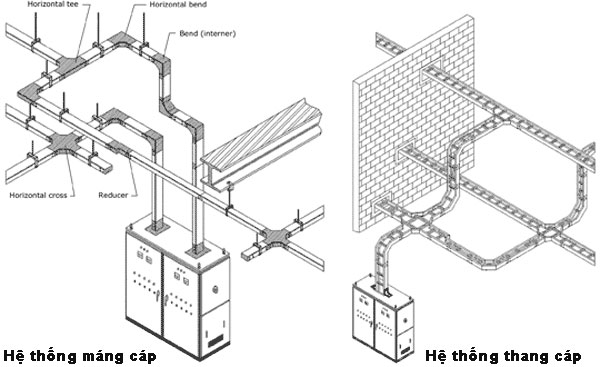 Horizontal tee
Horizontal bend
Bend (interner)
Horizontal cross
Reducer
Hệ thống máng cáp
Hệ thống thang cáp